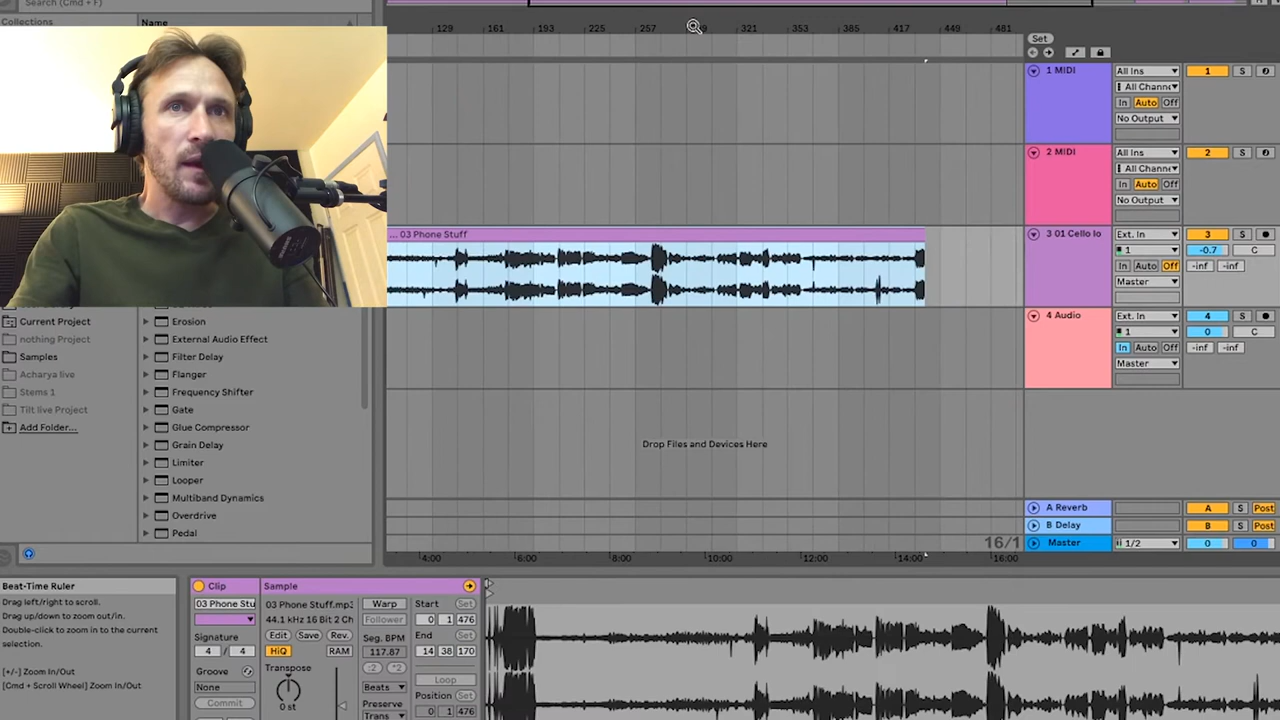 Search (Cmd + F)
Collections
Name
129 161 193 225 257 321 353 385 417 449 481
Set
1 MIDI All Ins 1 S
All Channe
In Auto Off
No Output
2 MIDI All Ins 2 S
All Channe
In Auto Off
No Output
... 03 Phone Stuff
3 01 Cello lo Ext. In 3 S
1 -0.7 C
In Auto Off -inf -inf
Master
4 Audio Ext. In 4 S
1 0 C
In Auto Off -inf -inf
Master
Current Project
nothing Project
Samples
Acharya live
Stems 1
Tilt live Project
Add Folder...
Erosion
External Audio Effect
Filter Delay
Flanger
Frequency Shifter
Gate
Glue Compressor
Grain Delay
Limiter
Looper
Multiband Dynamics
Overdrive
Pedal
Drop Files and Devices Here
A Reverb A S Post
B Delay B S Post
16/1
Master 1/2 0 0
4:00 6:00 8:00 10:00 12:00 14:00 16:00
Beat-Time Ruler
Drag left/right to scroll.
Drag up/down to zoom out/in.
Double-click to zoom in to the current
selection.
[+/-] Zoom In/Out
[Cmd + Scroll Wheel] Zoom In/Out
Clip
03 Phone Stu
Signature
4 / 4
Groove
None
Commit
Sample
03 Phone Stuff.mp3
44.1 kHz 16 Bit 2 Ch
Edit Save Rev.
HiQ RAM
Transpose
0 st
Warp
Follower
Seg. BPM
117.87
:2 *2
Beats
Preserve
Trans
Start Set
0 1 476
End Set
14 38 170
Loop
Position Set
0 1 476